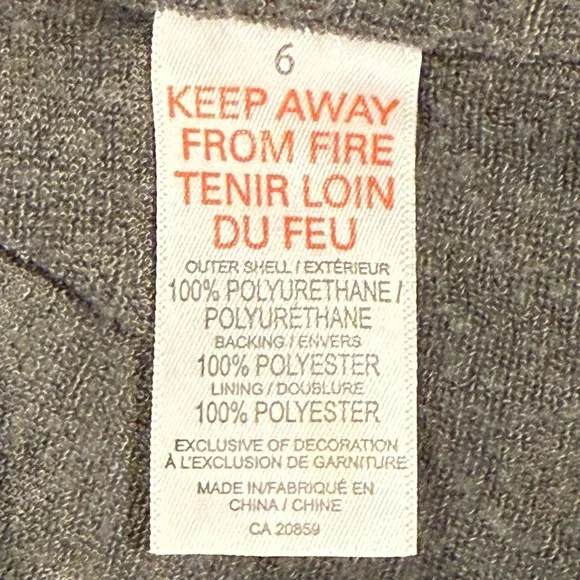 6
KEEP AWAY
FROM FIRE
TENIR LOIN
DU FEU
OUTER SHELL / EXTÉRIEUR
100% POLYURETHANE /
POLYURÉTHANE
BACKING / ENVERS
100% POLYESTER
LINING / DOUBLURE
100% POLYESTER
EXCLUSIVE OF DECORATION
À L'EXCLUSION DE GARNITURE
MADE IN/FABRIQUÉ EN
CHINA / CHINE
CA 20859